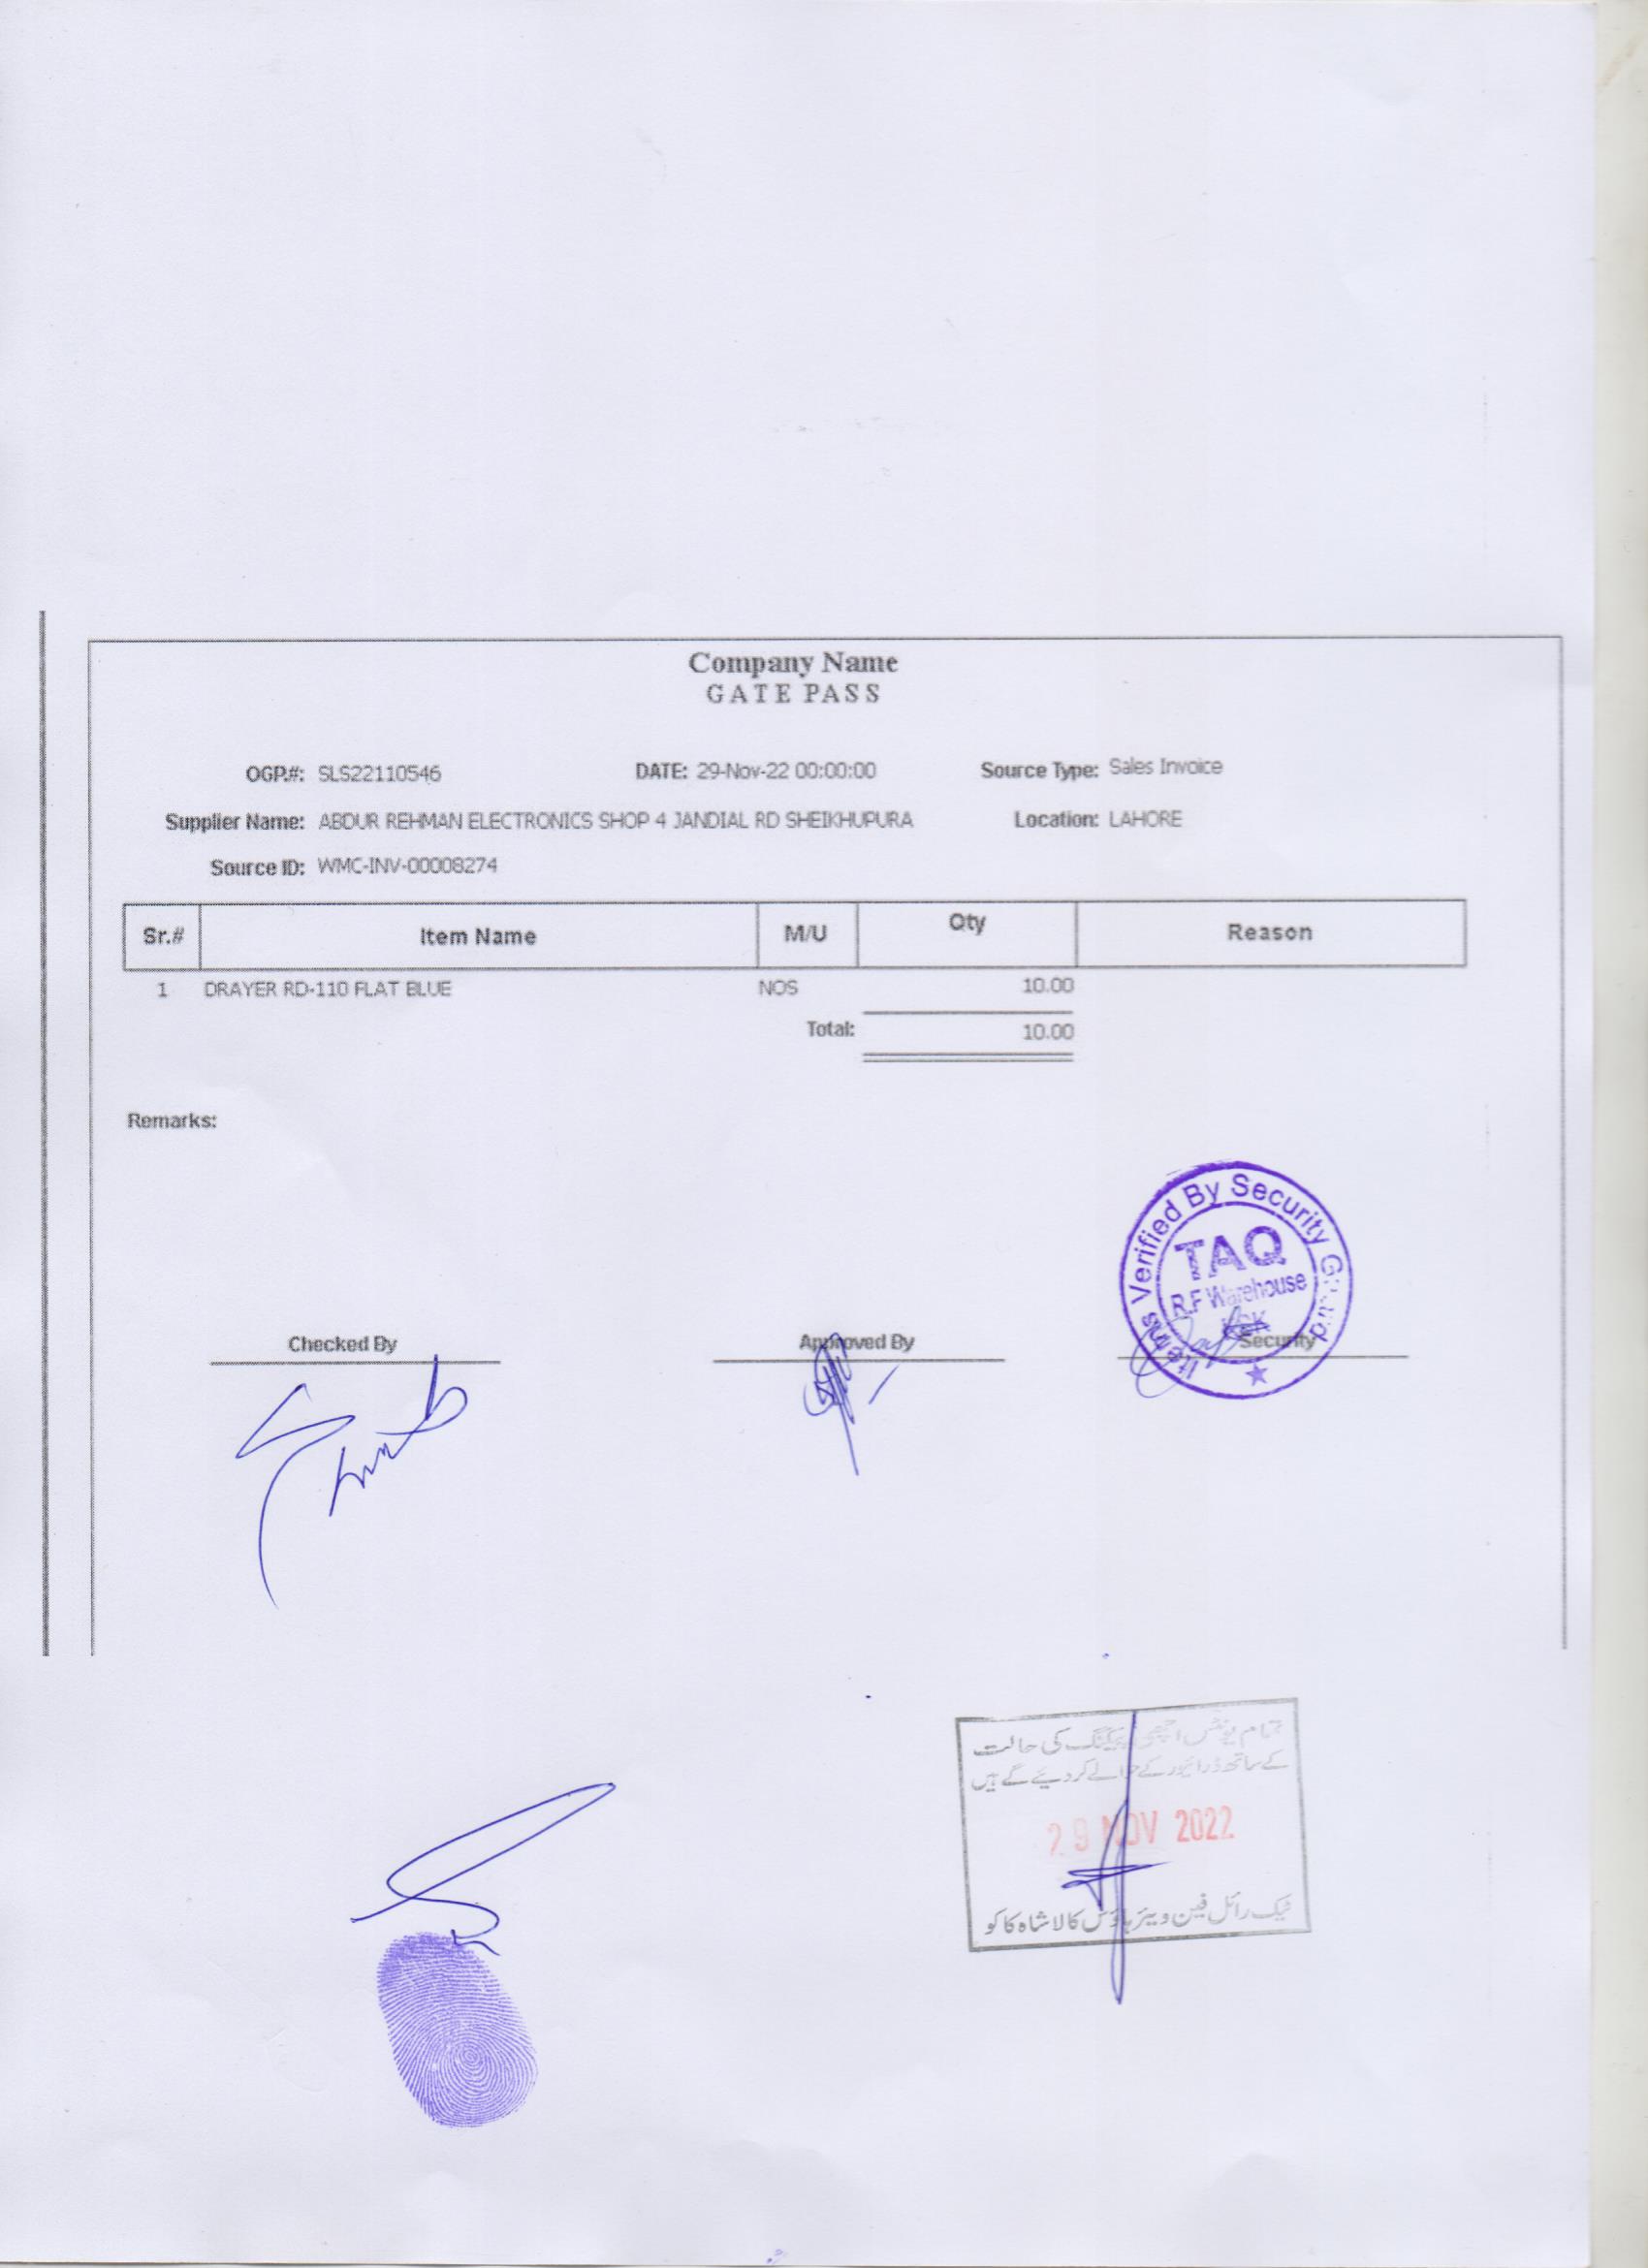 Company Name
GATE PASS
OGP.#: SLS22110546 DATE: 29-Nov-22 00:00:00 Source Type: Sales Invoice
Supplier Name: ABDUR REHMAN ELECTRONICS SHOP 4 JANDIAL RD SHEIKHUPURA Location: LAHORE
Source ID: WMC-INV-00008274
Sr.# Item Name M/U Qty Reason
1 DRAYER RD-110 FLAT BLUE NOS 10.00
Total: 10.00
Remarks:
Items Verified By Security Guard
TAQ
R.F Warehouse
KSK
Checked By Approved By Security
تمام یونٹس اچھی پیکنگ کی حالت
کے ساتھ ڈرائیور کے حوالے کردیئے گئے ہیں
29 NOV 2022
ٹیک رائل فین ویئر ہاؤس کالا شاہ کاکو